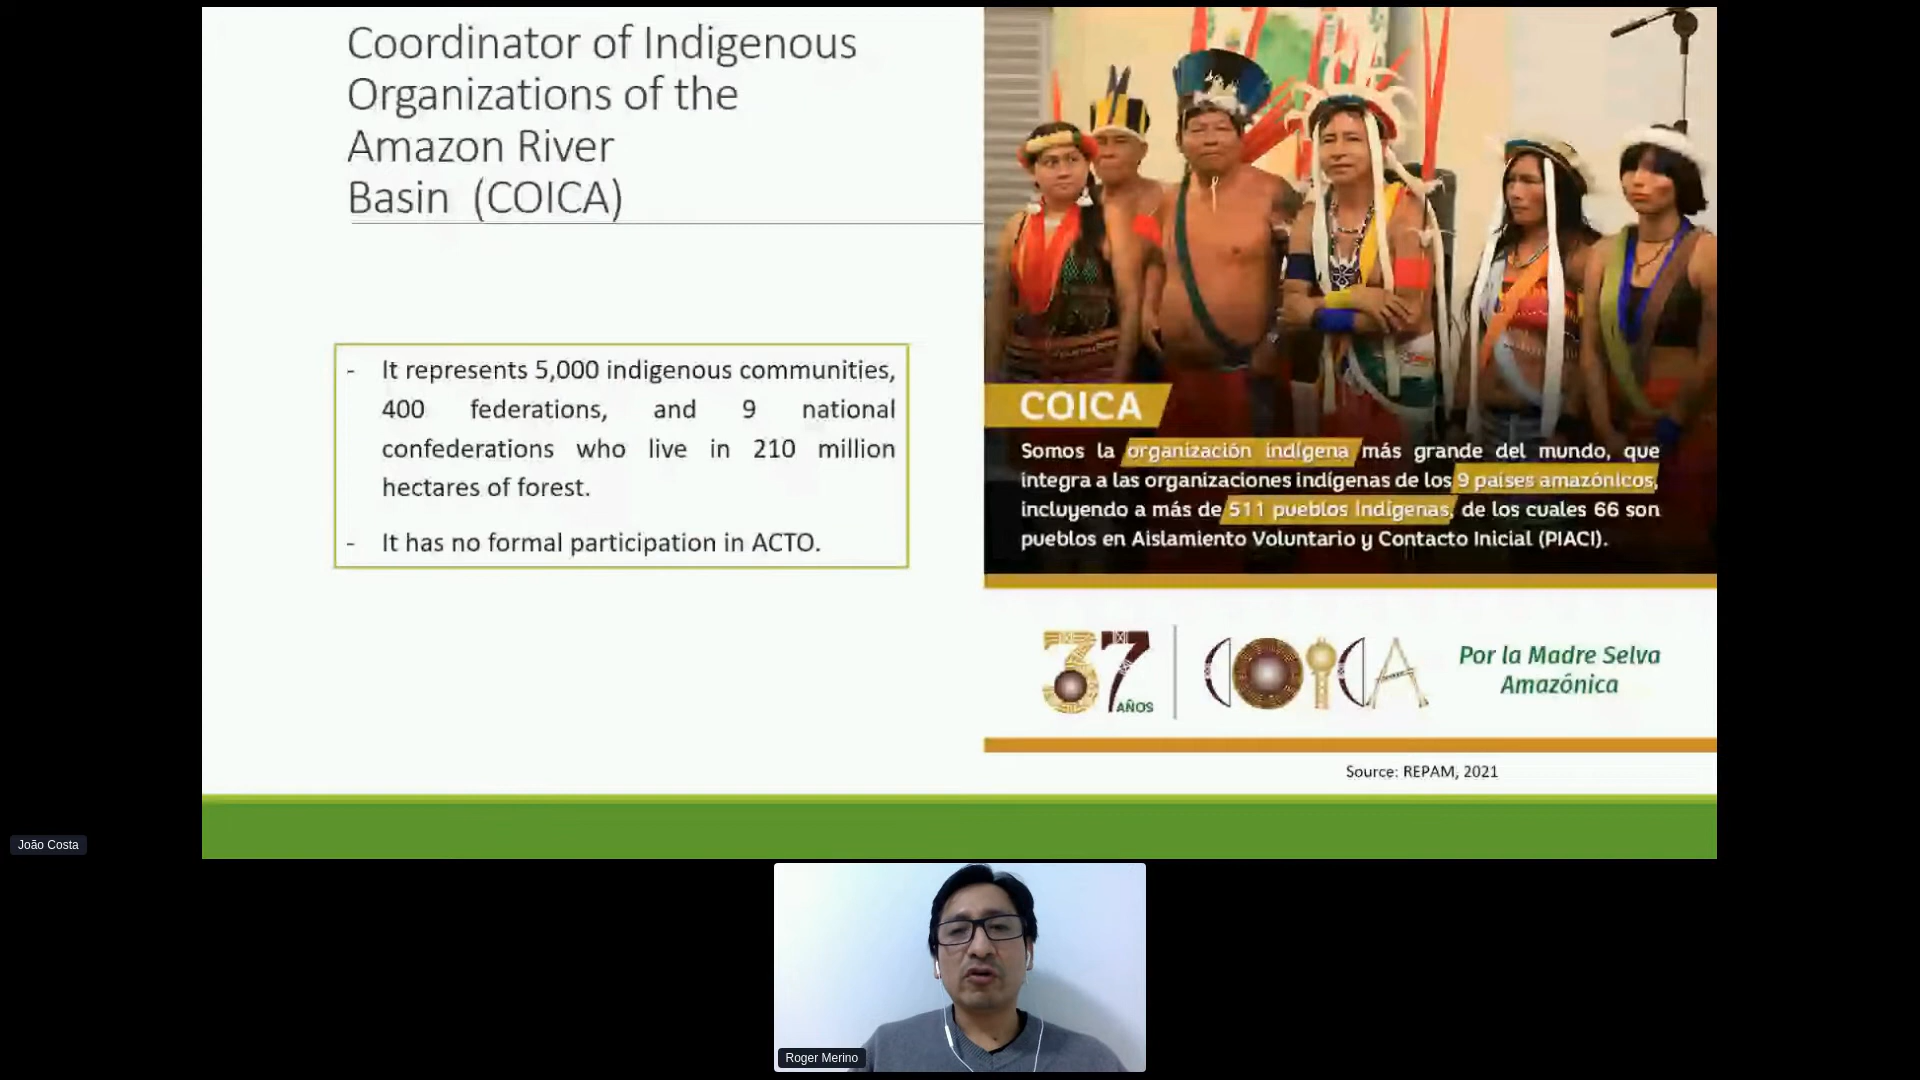 Coordinator of Indigenous
Organizations of the
Amazon River
Basin (COICA)
- It represents 5,000 indigenous communities,
400 federations, and 9 national
confederations who live in 210 million
hectares of forest.
- It has no formal participation in ACTO.
COICA
Somos la organización indígena más grande del mundo, que
integra a las organizaciones indígenas de los 9 países amazónicos,
incluyendo a más de 511 pueblos indígenas, de los cuales 66 son
pueblos en Aislamiento Voluntario y Contacto Inicial (PIACI).
37 AÑOS
COICA
Por la Madre Selva
Amazónica
Source: REPAM, 2021
João Costa
Roger Merino